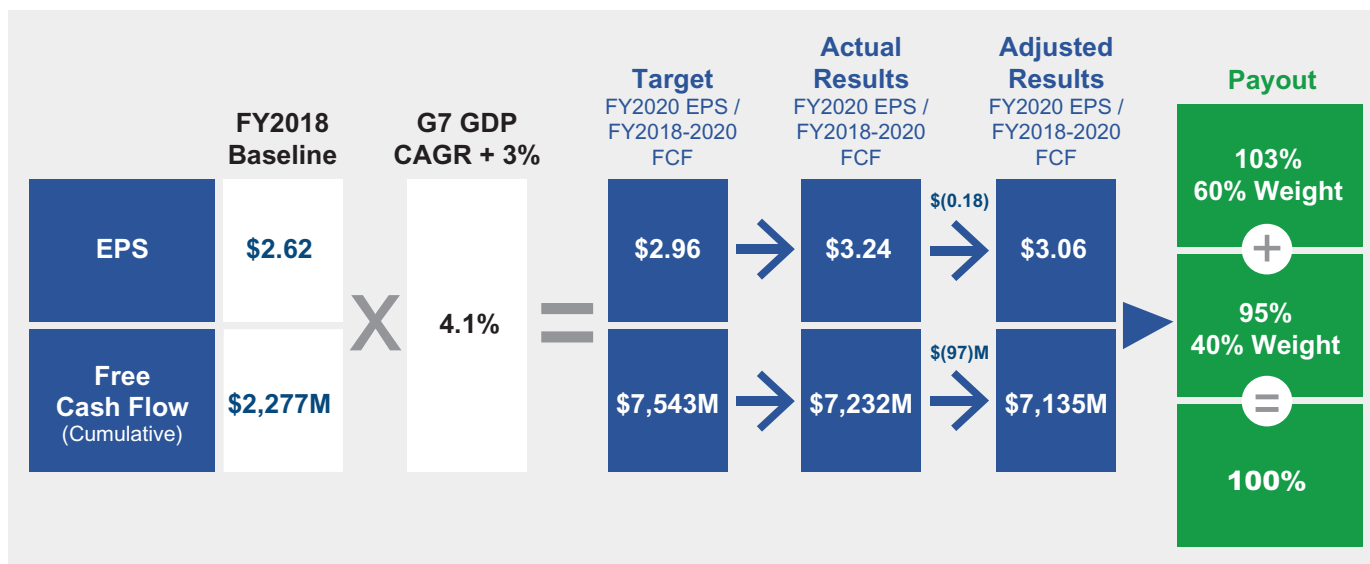 FY2018
Baseline
G7 GDP
CAGR + 3%
Target
FY2020 EPS /
FY2018-2020
FCF
Actual
Results
FY2020 EPS /
FY2018-2020
FCF
Adjusted
Results
FY2020 EPS /
FY2018-2020
FCF
Payout
EPS
$2.62
X
4.1%
=
$2.96
$3.24
$(0.18)
$3.06
103%
60% Weight
+
Free
Cash Flow
(Cumulative)
$2,277M
$7,543M
$7,232M
$(97)M
$7,135M
95%
40% Weight
=
100%